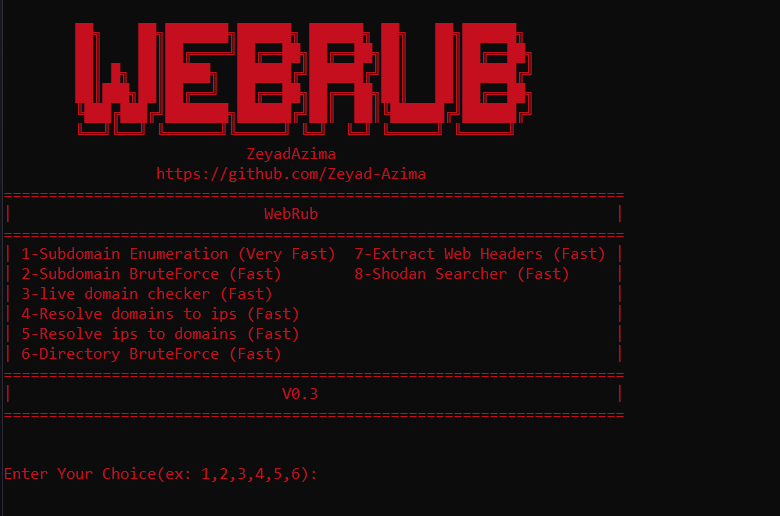 WEBRUB
ZeyadAzima
https://github.com/Zeyad-Azima
WebRub
1-Subdomain Enumeration (Very Fast) 7-Extract Web Headers (Fast)
2-Subdomain BruteForce (Fast) 8-Shodan Searcher (Fast)
3-live domain checker (Fast)
4-Resolve domains to ips (Fast)
5-Resolve ips to domains (Fast)
6-Directory BruteForce (Fast)
V0.3
Enter Your Choice(ex: 1,2,3,4,5,6):